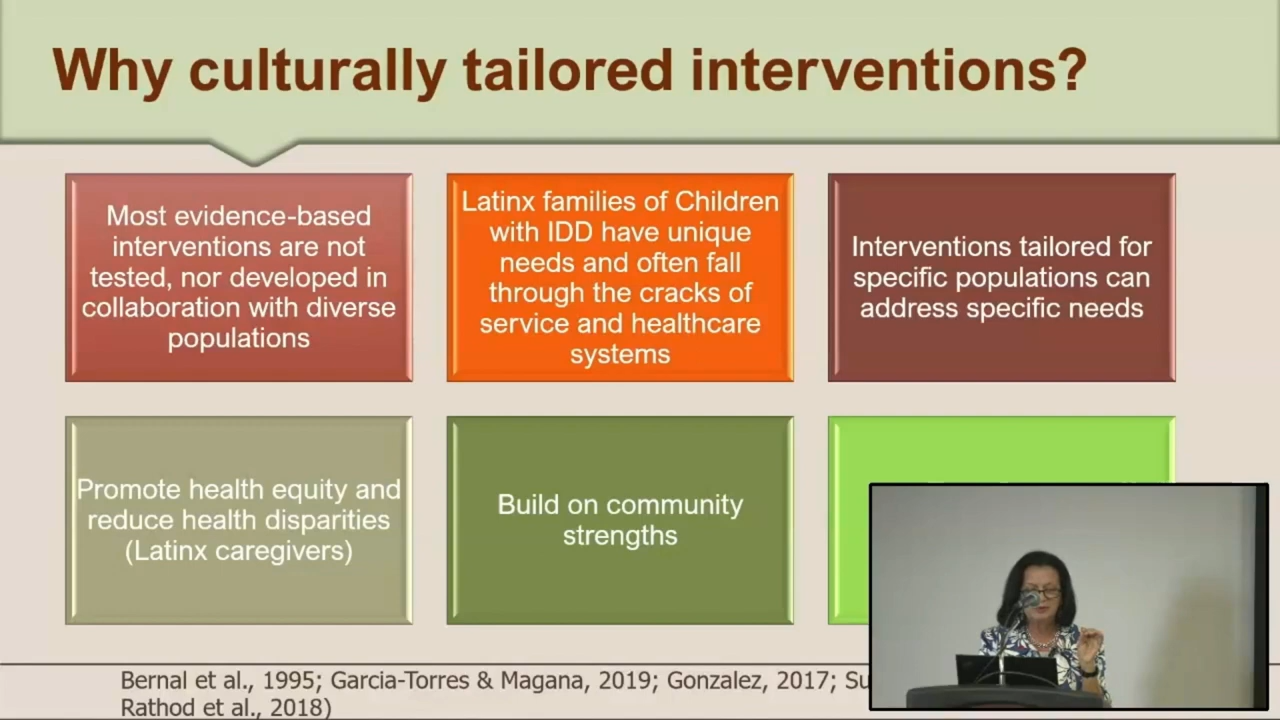 Why culturally tailored interventions?
Most evidence-based
interventions are not
tested, nor developed in
collaboration with diverse
populations
Latinx families of Children
with IDD have unique
needs and often fall
through the cracks of
service and healthcare
systems
Interventions tailored for
specific populations can
address specific needs
Promote health equity and
reduce health disparities
(Latinx caregivers)
Build on community
strengths
Bernal et al., 1995; Garcia-Torres & Magana, 2019; Gonzalez, 2017; Su
Rathod et al., 2018)